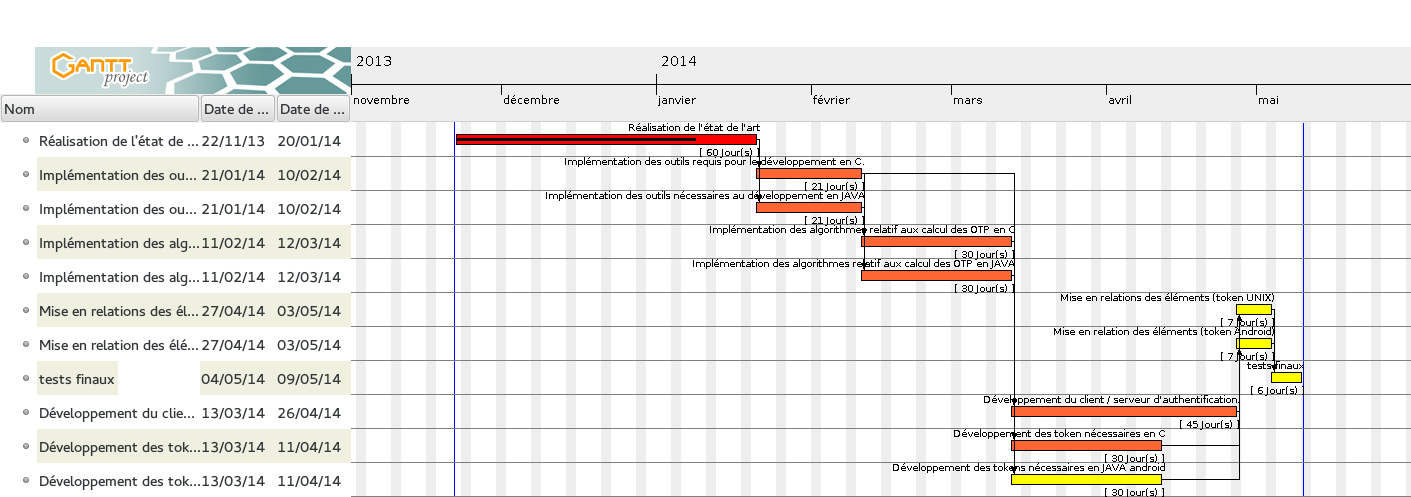 GANTT
project
2013
2014
novembre
décembre
janvier
février
mars
avril
mai
Nom
Date de ...
Date de ...
Réalisation de l'état de ... 22/11/13 20/01/14
Réalisation de l'état de l'art
[ 60 Jour(s) ]
Implémentation des ou... 21/01/14 10/02/14
Implémentation des outils requis pour le développement en C.
[ 21 Jour(s) ]
Implémentation des ou... 21/01/14 10/02/14
Implémentation des outils nécessaires au développement en JAVA
[ 21 Jour(s) ]
Implémentation des alg... 11/02/14 12/03/14
Implémentation des algorithmes relatif aux calcul des OTP en C
[ 30 Jour(s) ]
Implémentation des alg... 11/02/14 12/03/14
Implémentation des algorithmes relatif aux calcul des OTP en JAVA
[ 30 Jour(s) ]
Mise en relations des él... 27/04/14 03/05/14
Mise en relations des éléments (token UNIX)
[ 7 Jour(s) ]
Mise en relation des élé... 27/04/14 03/05/14
Mise en relation des éléments (token Android)
[ 7 Jour(s) ]
tests finaux 04/05/14 09/05/14
tests finaux
[ 6 Jour(s) ]
Développement du clie... 13/03/14 26/04/14
Développement du client / serveur d'authentification.
[ 45 Jour(s) ]
Développement des tok... 13/03/14 11/04/14
Développement des token nécessaires en C
[ 30 Jour(s) ]
Développement des tok... 13/03/14 11/04/14
Développement des tokens nécessaires en JAVA android
[ 30 Jour(s) ]